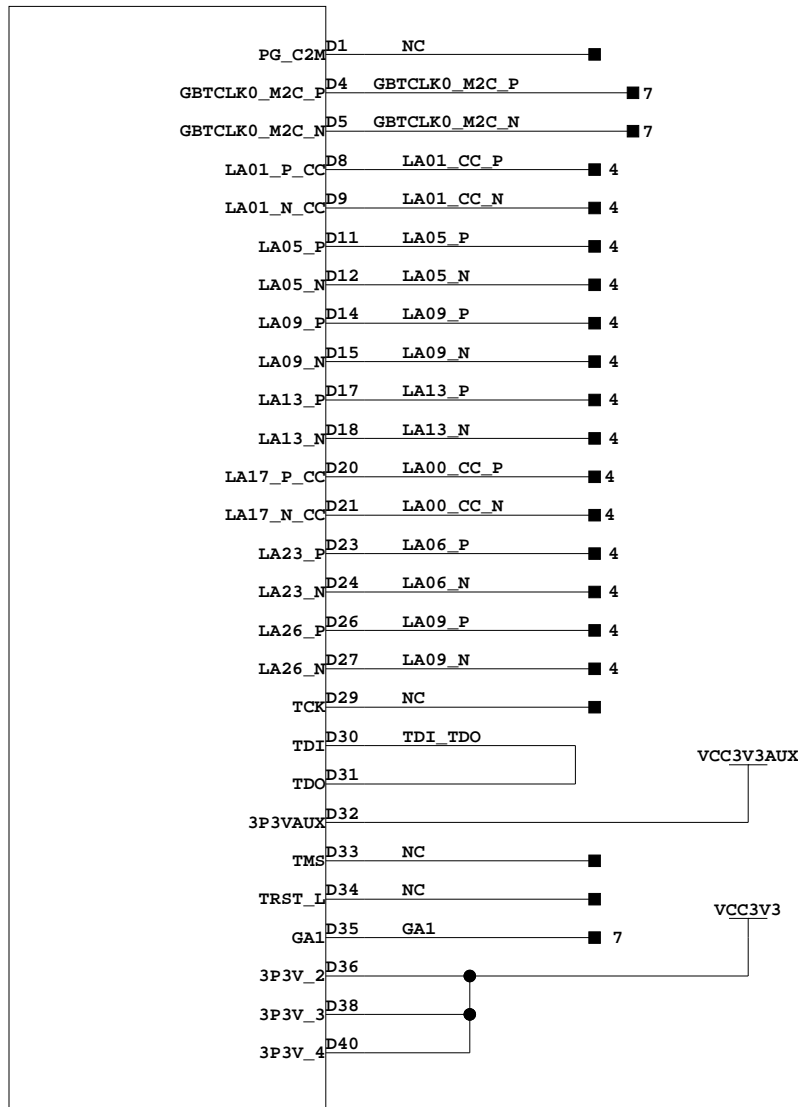 PG_C2M D1 NC
GBTCLK0_M2C_P D4 GBTCLK0_M2C_P 7
GBTCLK0_M2C_N D5 GBTCLK0_M2C_N 7
LA01_P_CC D8 LA01_CC_P 4
LA01_N_CC D9 LA01_CC_N 4
LA05_P D11 LA05_P 4
LA05_N D12 LA05_N 4
LA09_P D14 LA09_P 4
LA09_N D15 LA09_N 4
LA13_P D17 LA13_P 4
LA13_N D18 LA13_N 4
LA17_P_CC D20 LA00_CC_P 4
LA17_N_CC D21 LA00_CC_N 4
LA23_P D23 LA06_P 4
LA23_N D24 LA06_N 4
LA26_P D26 LA09_P 4
LA26_N D27 LA09_N 4
TCK D29 NC
TDI D30 TDI_TDO
VCC3V3AUX
TDO D31
3P3VAUX D32
TMS D33 NC
TRST_L D34 NC
VCC3V3
GA1 D35 GA1 7
3P3V_2 D36
3P3V_3 D38
3P3V_4 D40